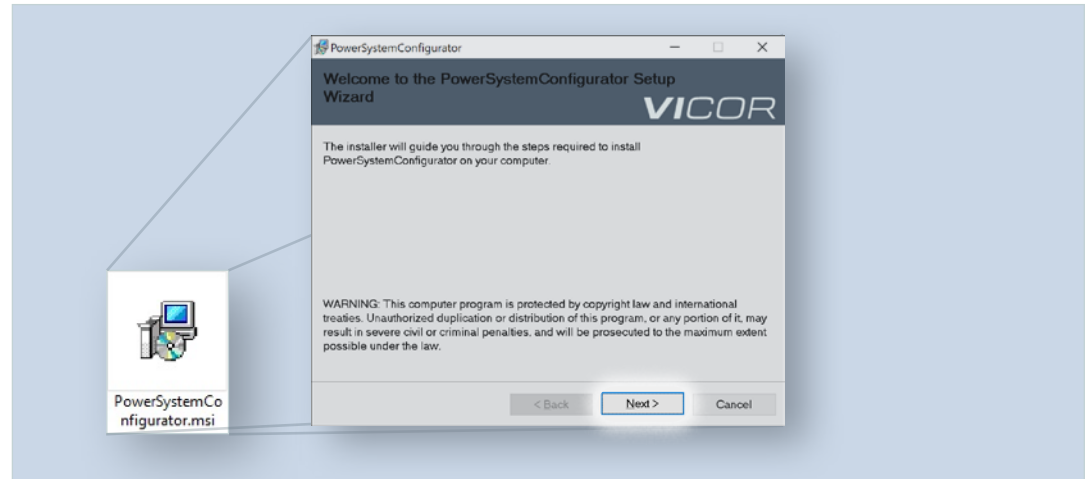 PowerSystemConfigurator
Welcome to the PowerSystemConfigurator Setup
Wizard
VICOR
The installer will guide you through the steps required to install
PowerSystemConfigurator on your computer.
WARNING: This computer program is protected by copyright law and international
treaties. Unauthorized duplication or distribution of this program, or any portion of it, may
result in severe civil or criminal penalties, and will be prosecuted to the maximum extent
possible under the law.
< Back
Next >
Cancel
PowerSystemCo
nfigurator.msi